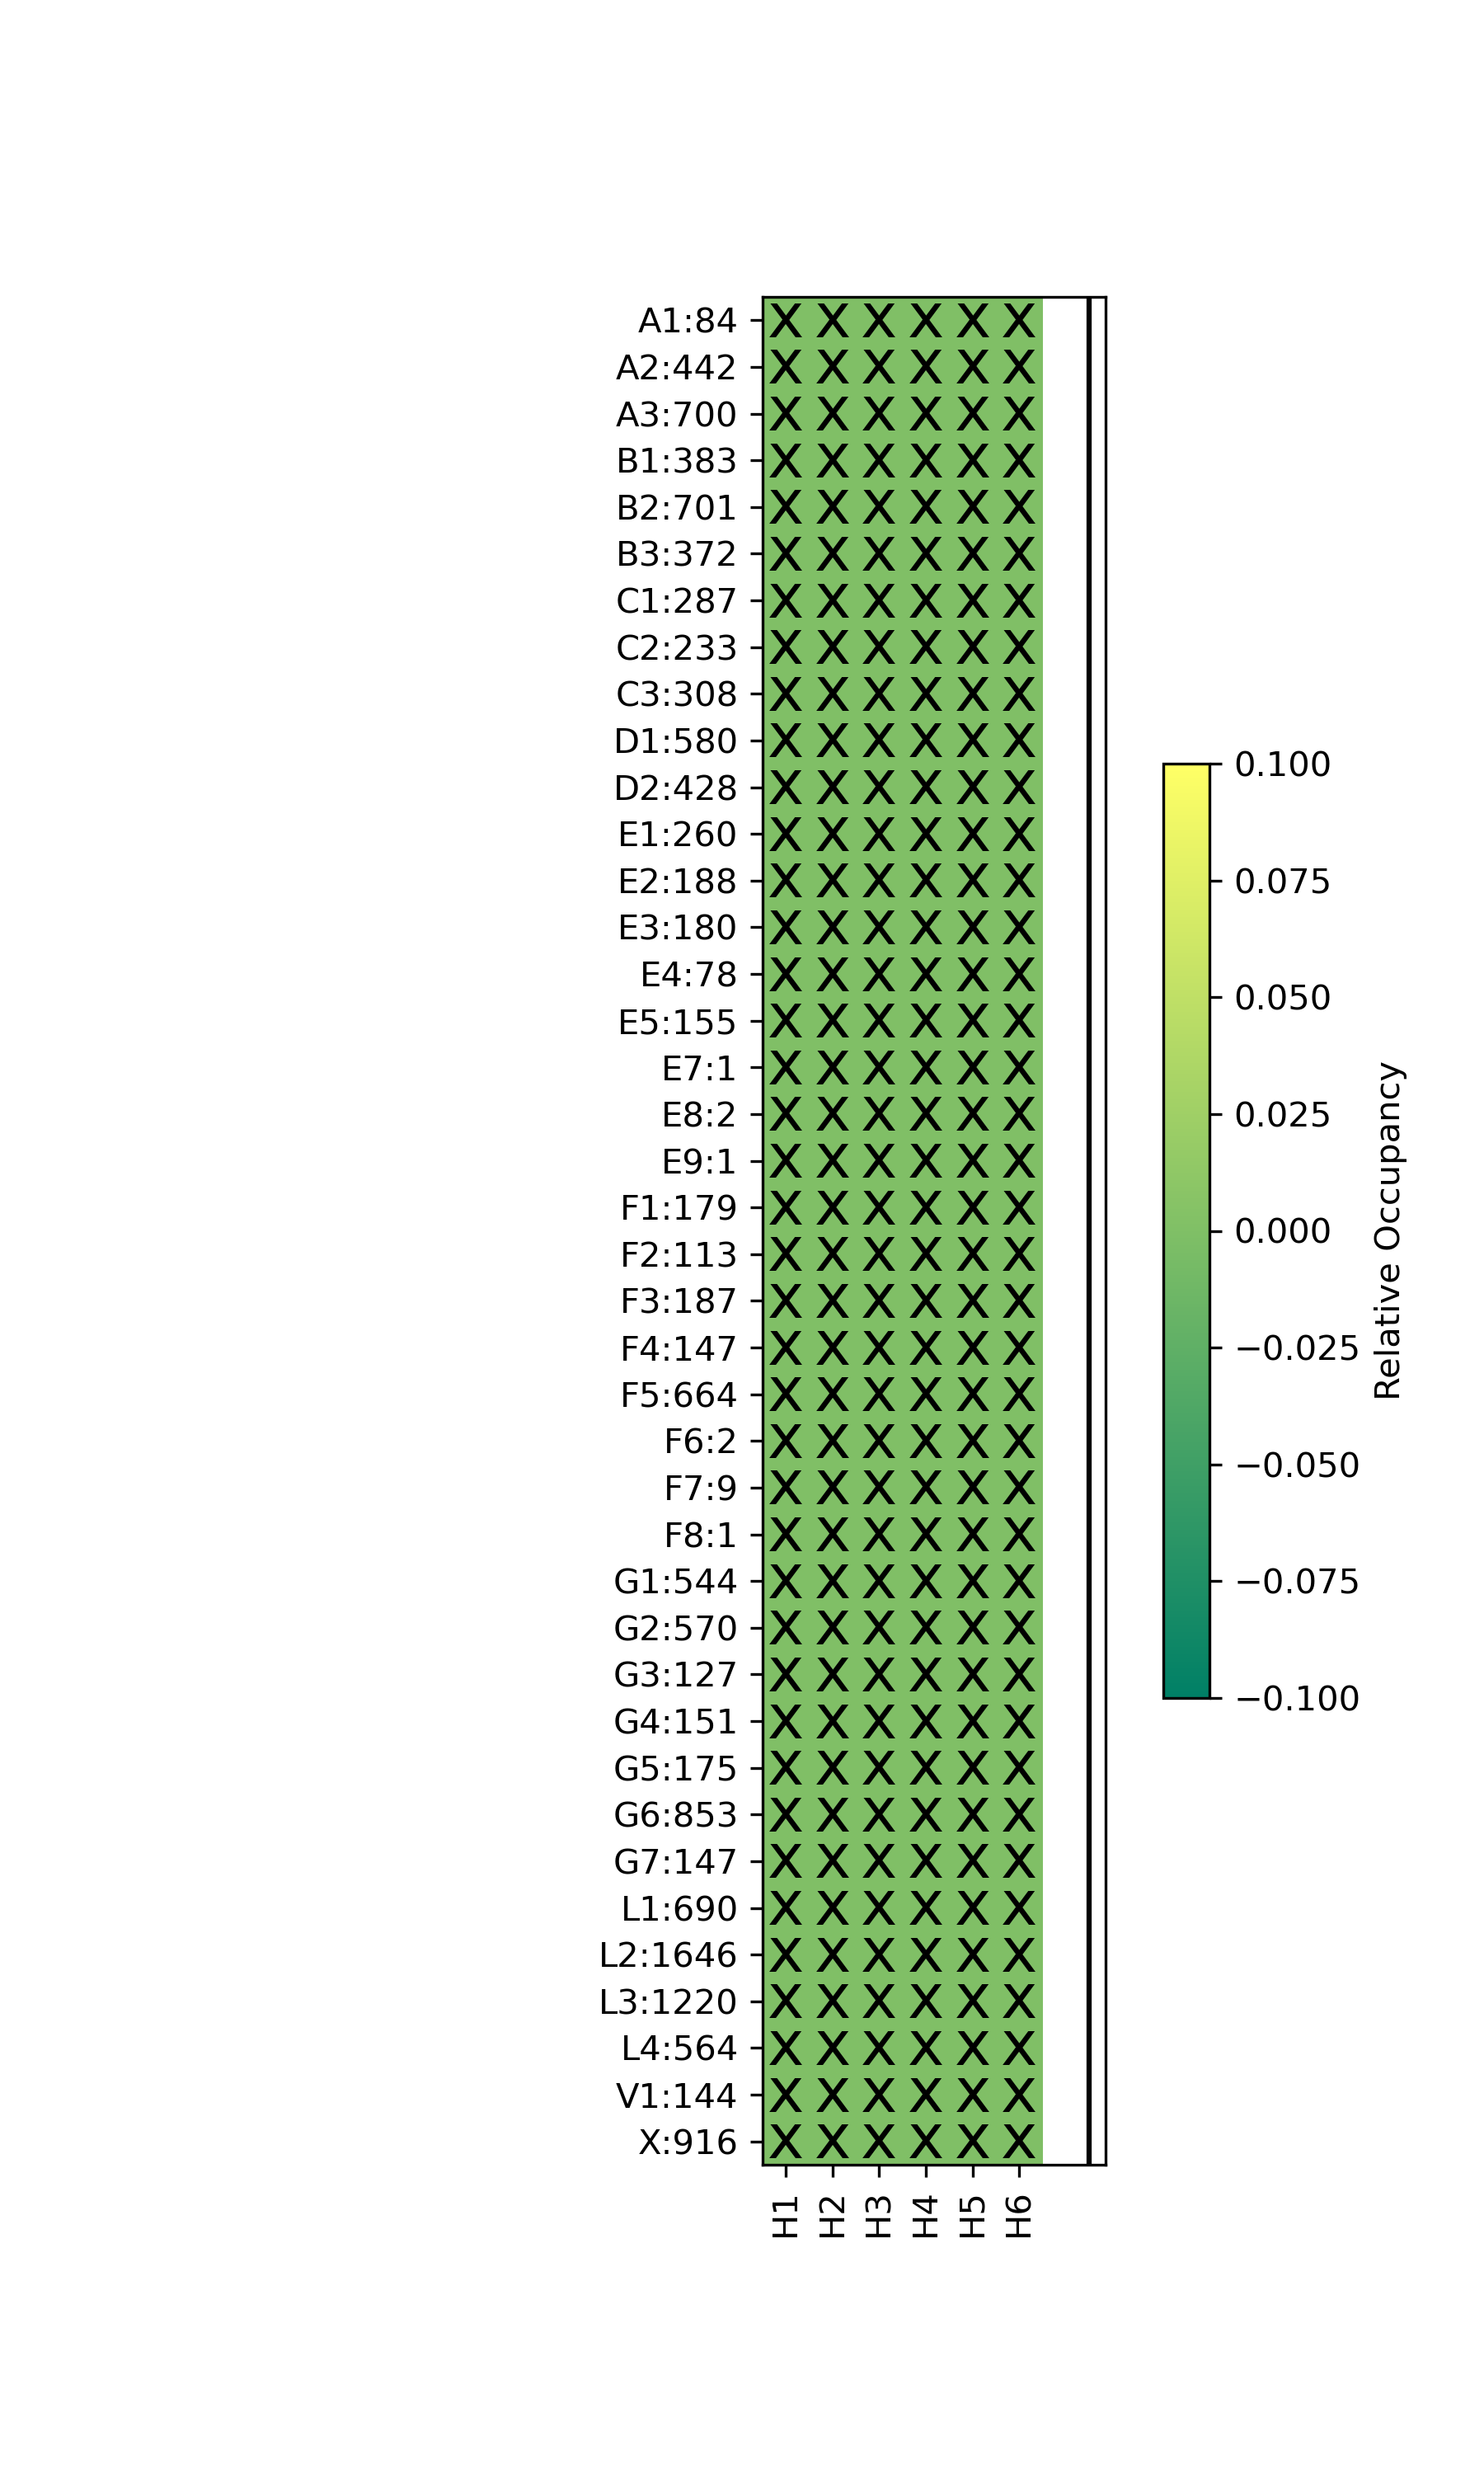 A1:84 X X X X X X
A2:442 X X X X X X
A3:700 X X X X X X
B1:383 X X X X X X
B2:701 X X X X X X
B3:372 X X X X X X
C1:287 X X X X X X
C2:233 X X X X X X
C3:308 X X X X X X
D1:580 X X X X X X
D2:428 X X X X X X
E1:260 X X X X X X
E2:188 X X X X X X
E3:180 X X X X X X
E4:78 X X X X X X
E5:155 X X X X X X
E7:1 X X X X X X
E8:2 X X X X X X
E9:1 X X X X X X
F1:179 X X X X X X
F2:113 X X X X X X
F3:187 X X X X X X
F4:147 X X X X X X
F5:664 X X X X X X
F6:2 X X X X X X
F7:9 X X X X X X
F8:1 X X X X X X
G1:544 X X X X X X
G2:570 X X X X X X
G3:127 X X X X X X
G4:151 X X X X X X
G5:175 X X X X X X
G6:853 X X X X X X
G7:147 X X X X X X
L1:690 X X X X X X
L2:1646 X X X X X X
L3:1220 X X X X X X
L4:564 X X X X X X
V1:144 X X X X X X
X:916 X X X X X X
H1 H2 H3 H4 H5 H6
0.100
0.075
0.050
0.025
0.000
−0.025
−0.050
−0.075
−0.100
Relative Occupancy